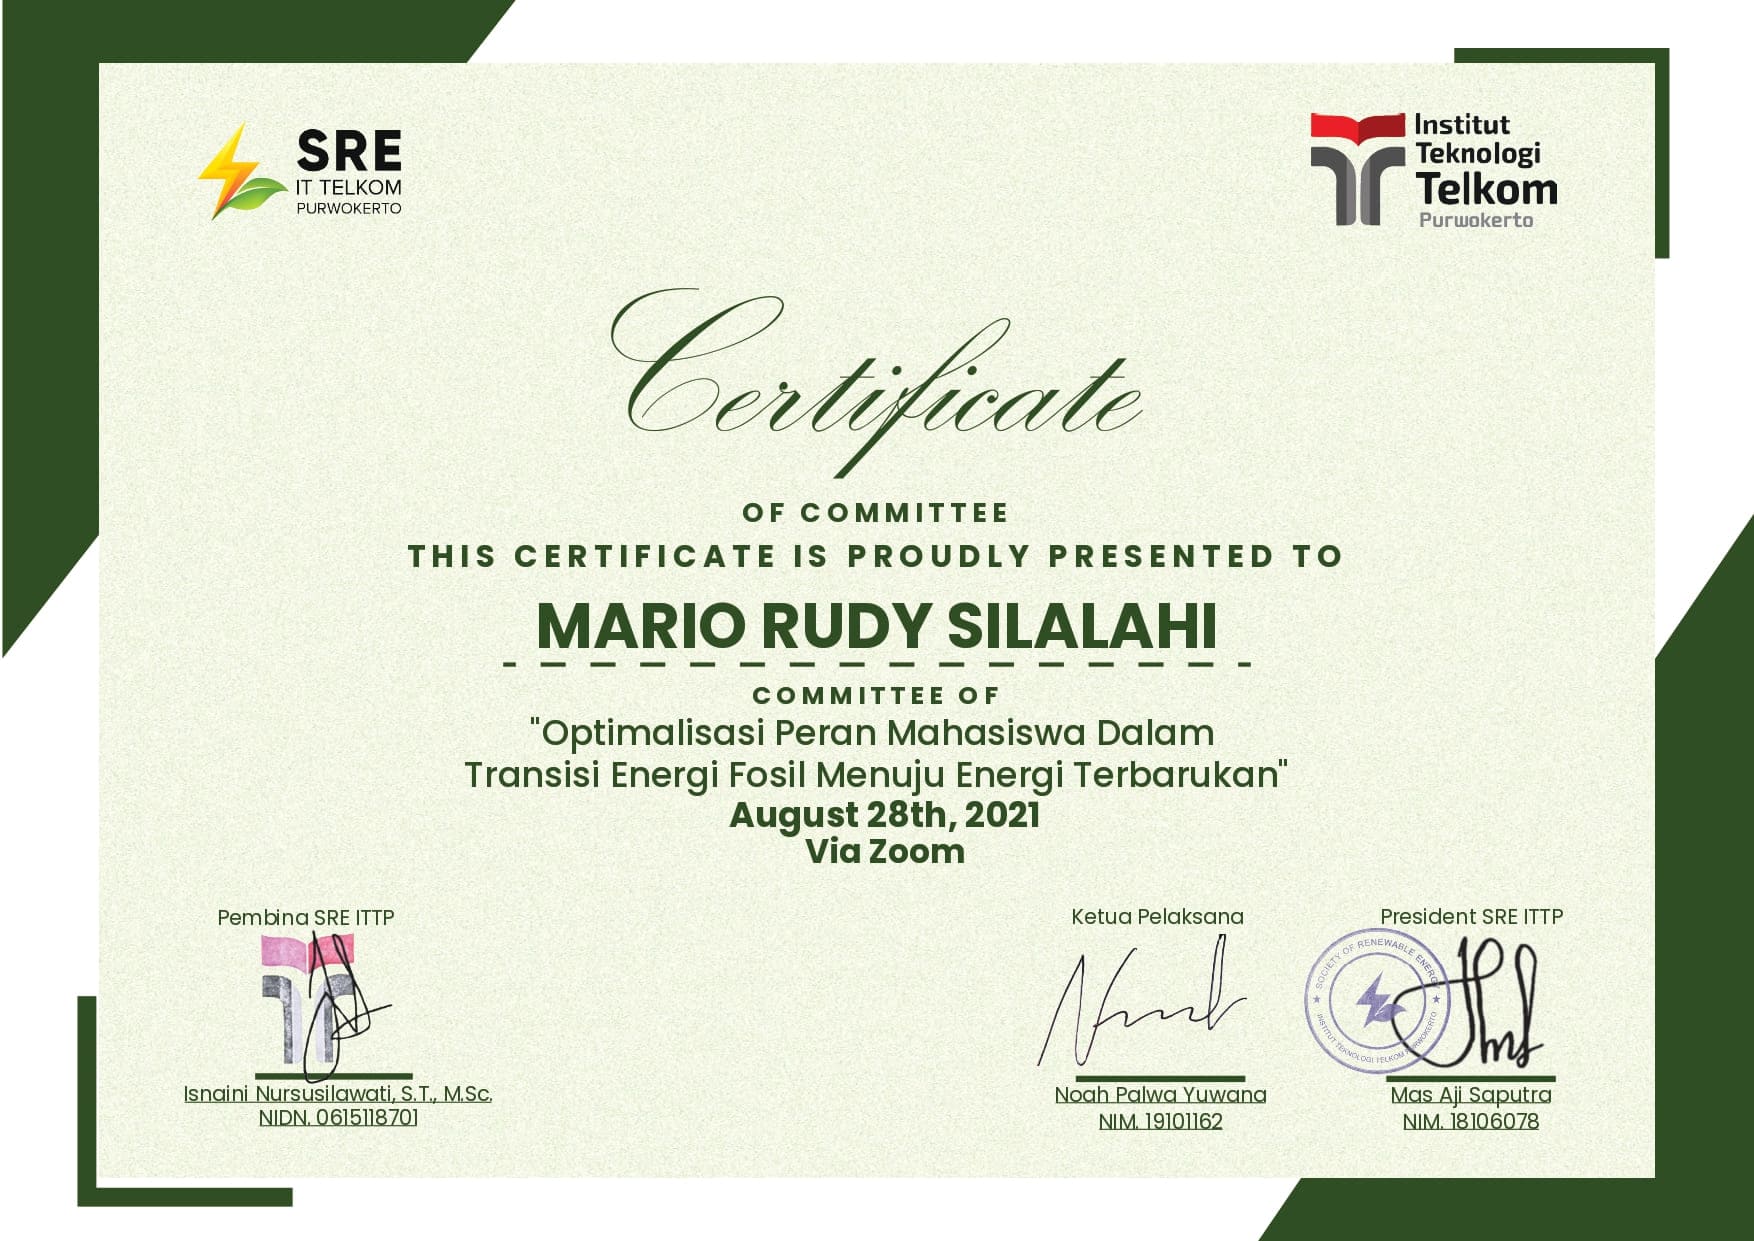 SRE
IT TELKOM
PURWOKERTO
Institut
Teknologi
Telkom
Purwokerto
Certificate
OF COMMITTEE
THIS CERTIFICATE IS PROUDLY PRESENTED TO
MARIO RUDY SILALAHI
COMMITTEE OF
"Optimalisasi Peran Mahasiswa Dalam
Transisi Energi Fosil Menuju Energi Terbarukan"
August 28th, 2021
Via Zoom
Pembina SRE ITTP
Isnaini Nursusilawati, S.T., M.Sc.
NIDN. 0615118701
Ketua Pelaksana
Noah Palwa Yuwana
NIM. 19101162
President SRE ITTP
SOCIETY OF RENEWABLE ENERGY
INSTITUT TEKNOLOGI TELKOM PURWOKERTO
Mas Aji Saputra
NIM. 18106078